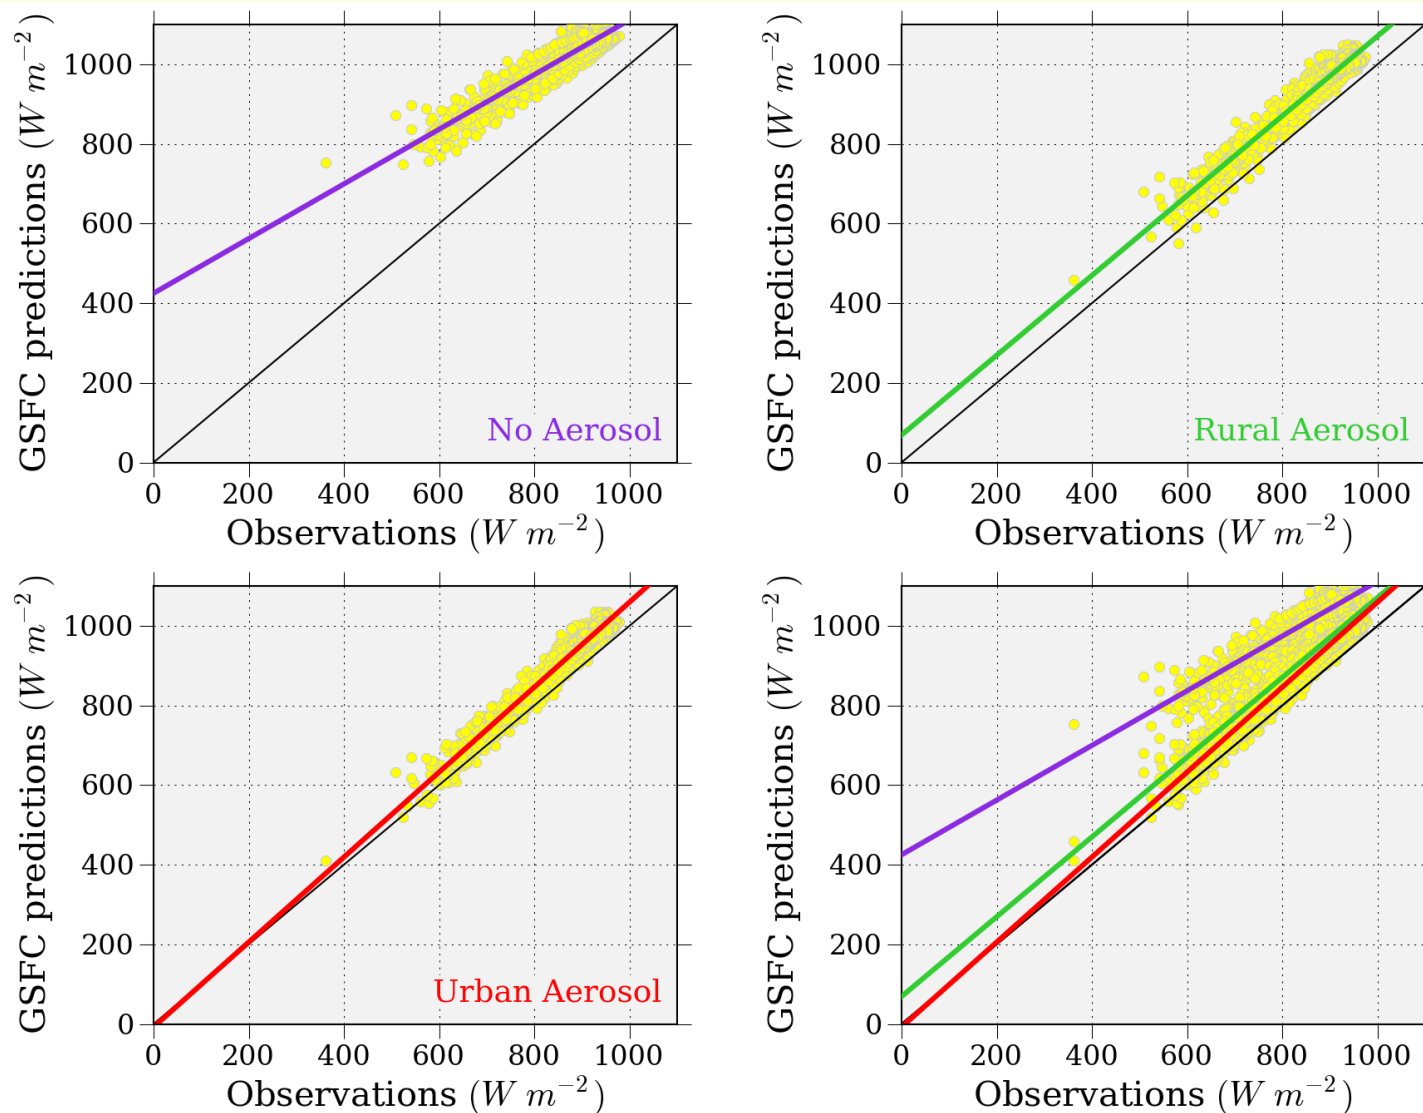 GSFC predictions (W m⁻²)
1000
800
600
400
200
0
No Aerosol
0 200 400 600 800 1000
Observations (W m⁻²)
GSFC predictions (W m⁻²)
1000
800
600
400
200
0
Rural Aerosol
0 200 400 600 800 1000
Observations (W m⁻²)
GSFC predictions (W m⁻²)
1000
800
600
400
200
0
Urban Aerosol
0 200 400 600 800 1000
Observations (W m⁻²)
GSFC predictions (W m⁻²)
1000
800
600
400
200
0
0 200 400 600 800 1000
Observations (W m⁻²)